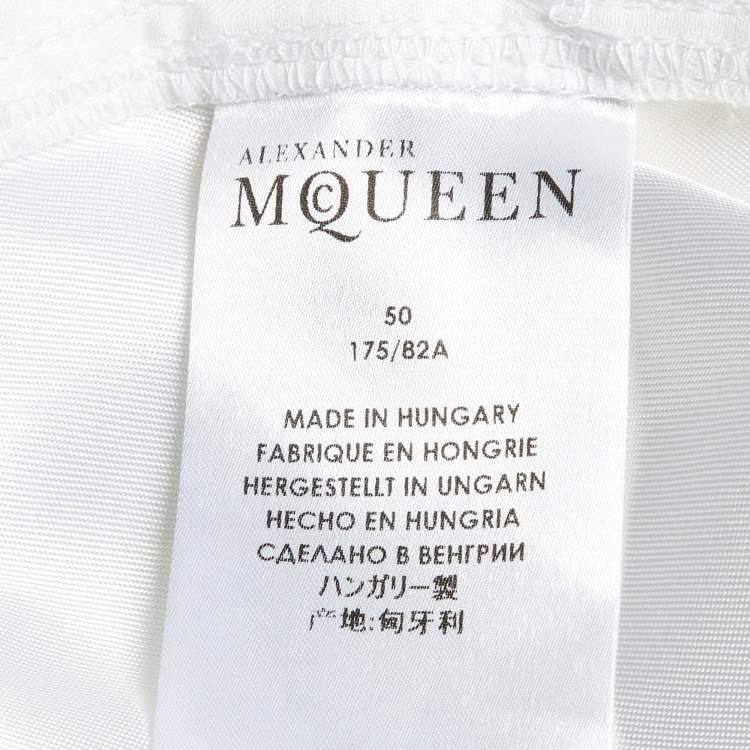 ALEXANDER
McQUEEN
50
175/82A
MADE IN HUNGARY
FABRIQUE EN HONGRIE
HERGESTELLT IN UNGARN
HECHO EN HUNGRIA
СДЕЛАНО В ВЕНГРИИ
ハンガリー製
产地:匈牙利